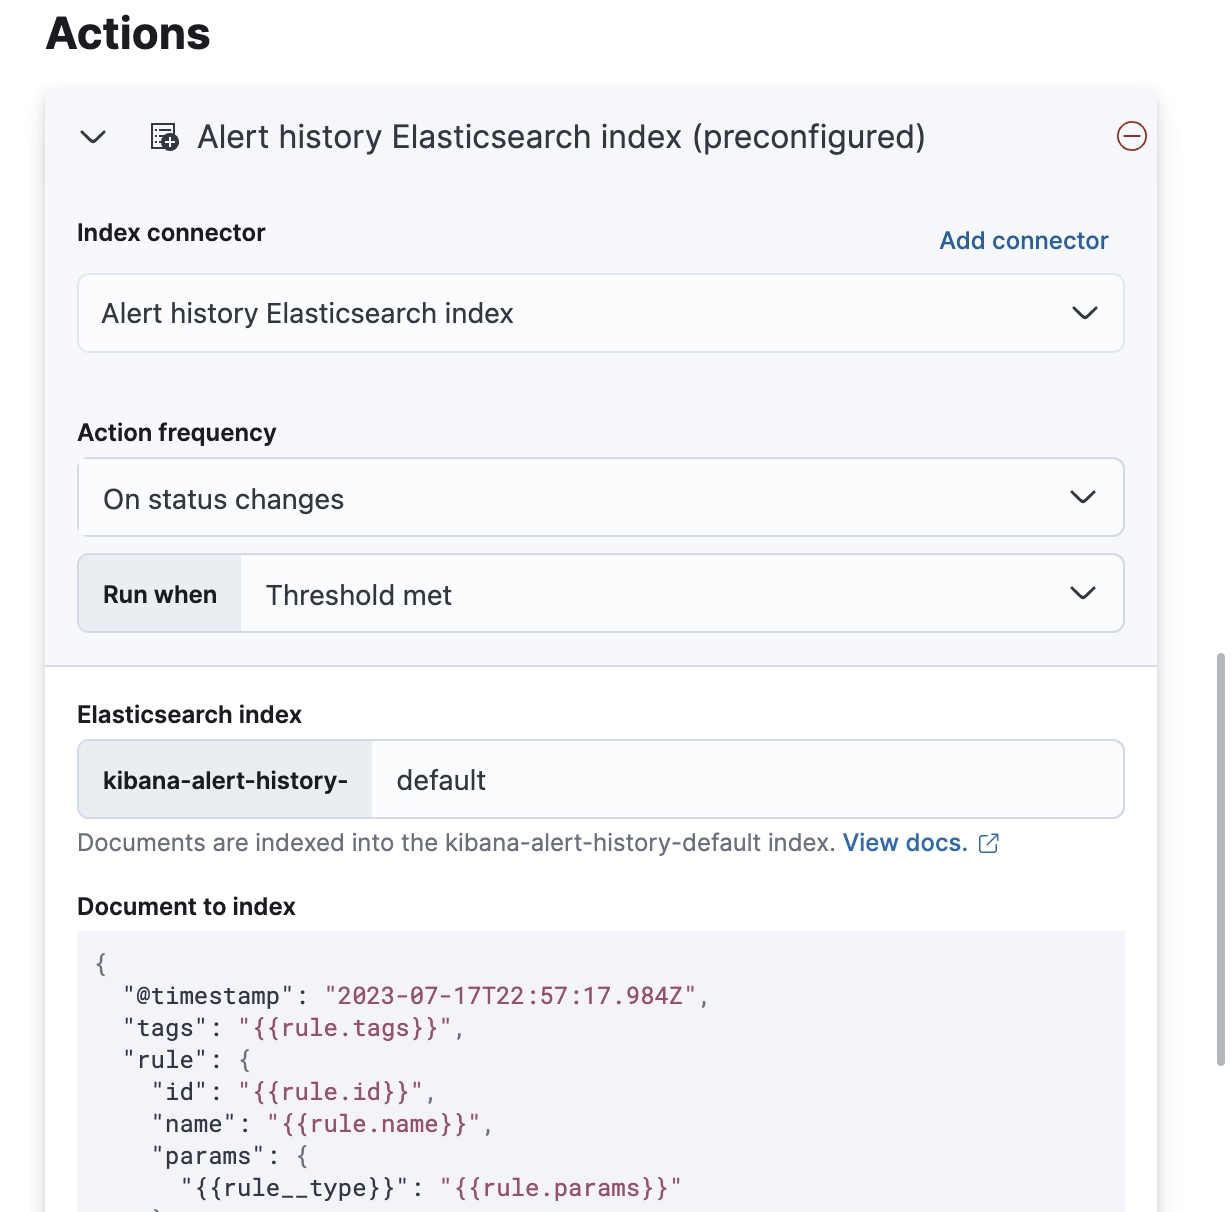 Actions
Alert history Elasticsearch index (preconfigured)
Index connector
Add connector
Alert history Elasticsearch index
Action frequency
On status changes
Run when Threshold met
Elasticsearch index
kibana-alert-history- default
Documents are indexed into the kibana-alert-history-default index. View docs.
Document to index
{
  "@timestamp": "2023-07-17T22:57:17.984Z",
  "tags": "{{rule.tags}}",
  "rule": {
    "id": "{{rule.id}}",
    "name": "{{rule.name}}",
    "params": {
      "{{rule__type}}": "{{rule.params}}"